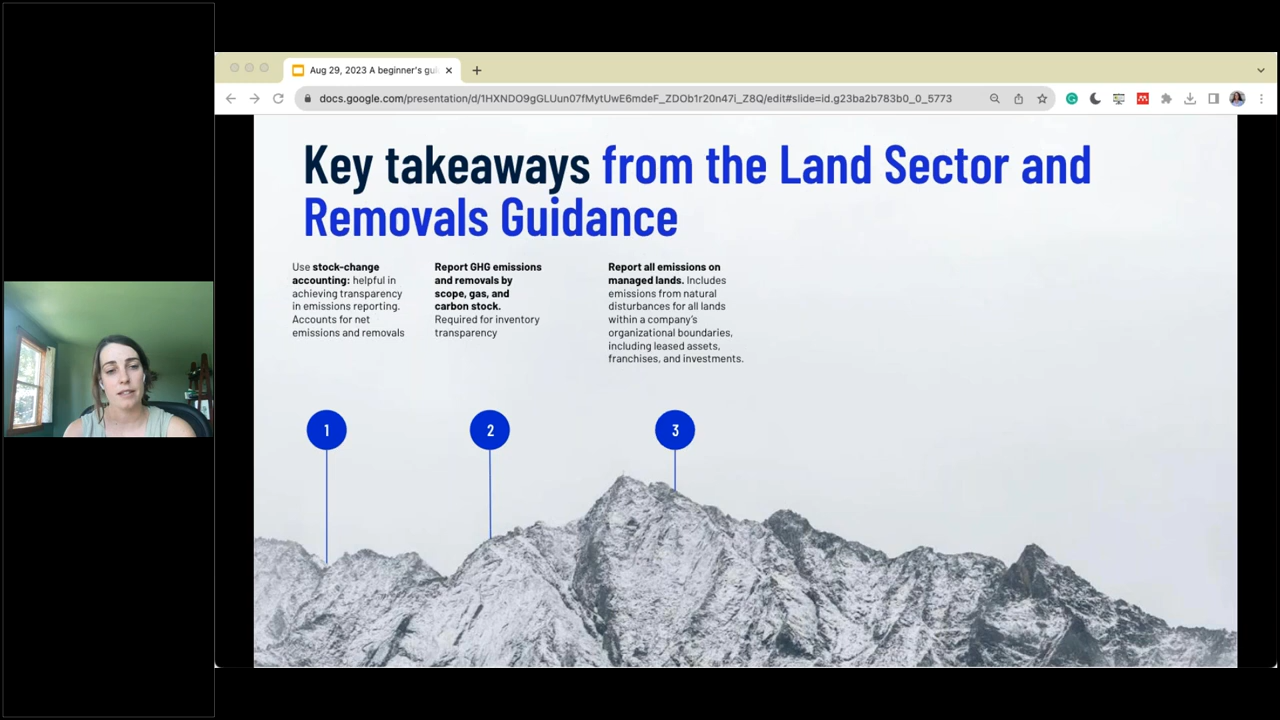 Aug 29, 2023 A beginner's gui
docs.google.com/presentation/d/1HXNDO9gGLUun07fMytUwE6mdeF_ZDOb1r20n47i_Z8Q/edit#slide=id.g23ba2b783b0_0_5773
Key takeaways from the Land Sector and
Removals Guidance
Use stock-change
accounting: helpful in
achieving transparency
in emissions reporting.
Accounts for net
emissions and removals
Report GHG emissions
and removals by
scope, gas, and
carbon stock.
Required for inventory
transparency
Report all emissions on
managed lands. Includes
emissions from natural
disturbances for all lands
within a company's
organizational boundaries,
including leased assets,
franchises, and investments.
1
2
3